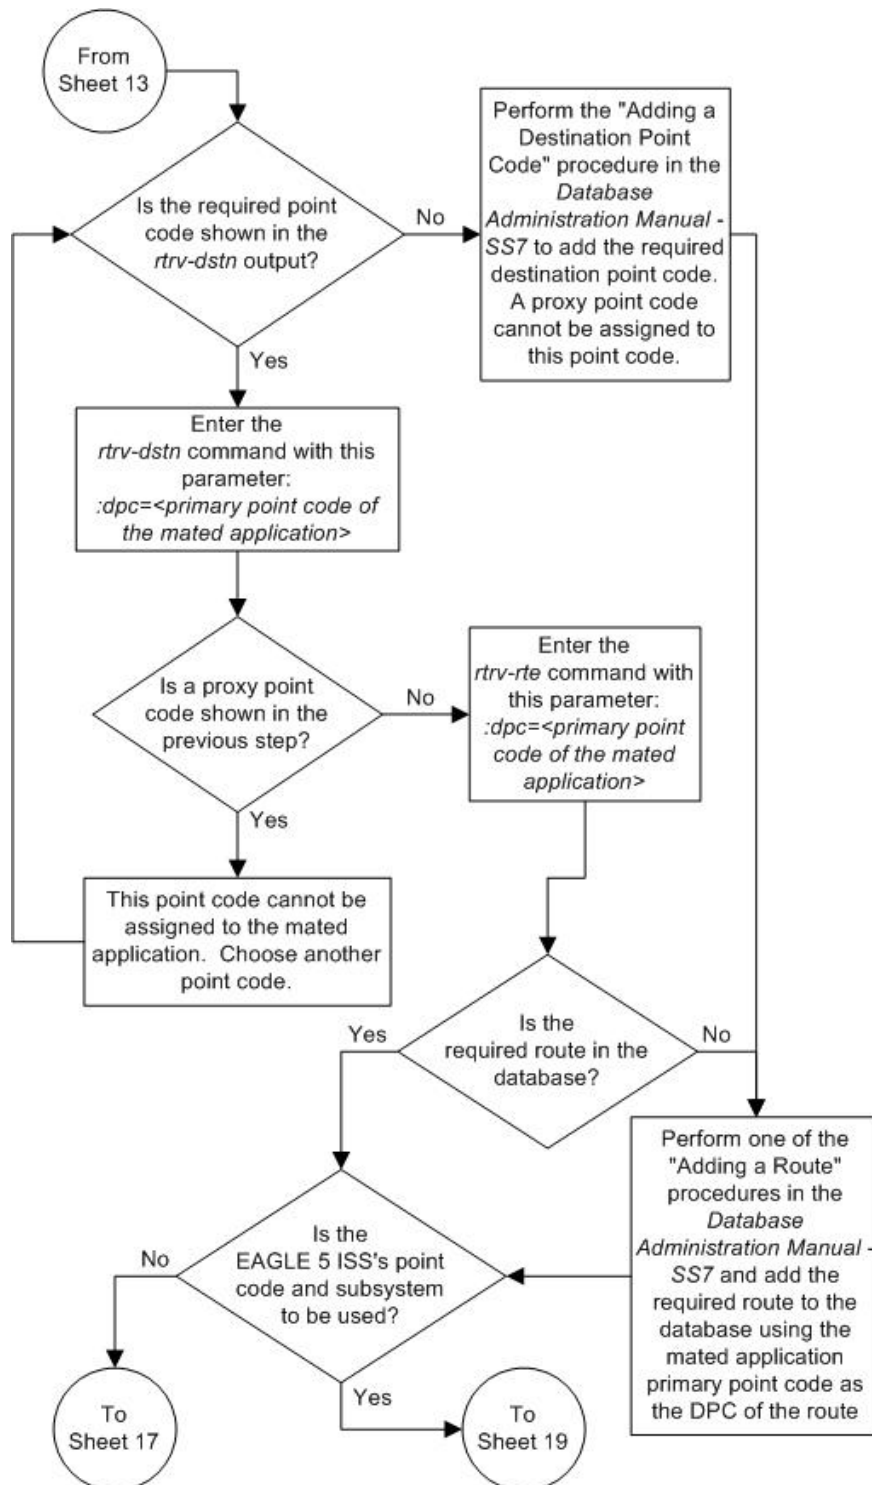 From
Sheet 13
Is the required point
code shown in the
rtrv-dstn output?
No
Perform the "Adding a
Destination Point
Code" procedure in the
Database
Administration Manual -
SS7 to add the required
destination point code.
A proxy point code
cannot be assigned to
this point code.
Yes
Enter the
rtrv-dstn command with this
parameter:
:dpc=<primary point code of
the mated application>
Is a proxy point
code shown in the
previous step?
No
Enter the
rtrv-rte command with
this parameter:
:dpc=<primary point
code of the mated
application>
Yes
This point code cannot be
assigned to the mated
application.  Choose another
point code.
Is the
required route in the
database?
Yes
No
Perform one of the
"Adding a Route"
procedures in the
Database
Administration Manual -
SS7 and add the
required route to the
database using the
mated application
primary point code as
the DPC of the route
Is the
EAGLE 5 ISS's point
code and subsystem
to be used?
No
Yes
To
Sheet 17
To
Sheet 19